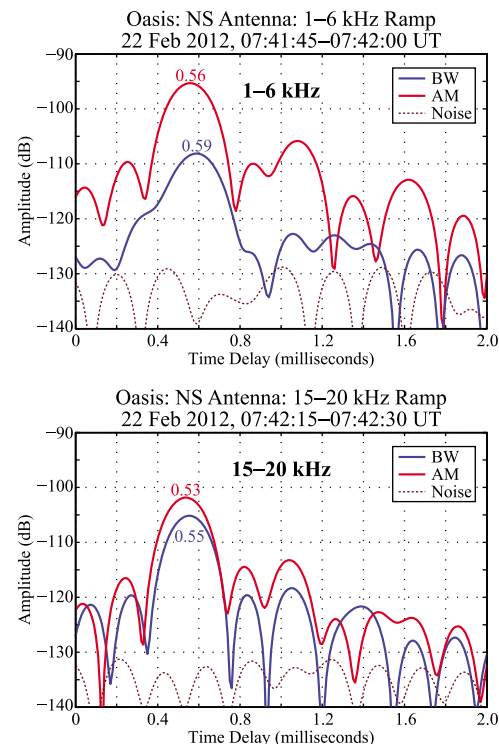 Oasis: NS Antenna: 1–6 kHz Ramp
22 Feb 2012, 07:41:45–07:42:00 UT
−90
−100
−110
−120
−130
−140
Amplitude (dB)
0.56
0.59
1–6 kHz
BW
AM
Noise
0 0.4 0.8 1.2 1.6 2.0
Time Delay (milliseconds)
Oasis: NS Antenna: 15–20 kHz Ramp
22 Feb 2012, 07:42:15–07:42:30 UT
−90
−100
−110
−120
−130
−140
Amplitude (dB)
0.53
0.55
15–20 kHz
BW
AM
Noise
0 0.4 0.8 1.2 1.6 2.0
Time Delay (milliseconds)